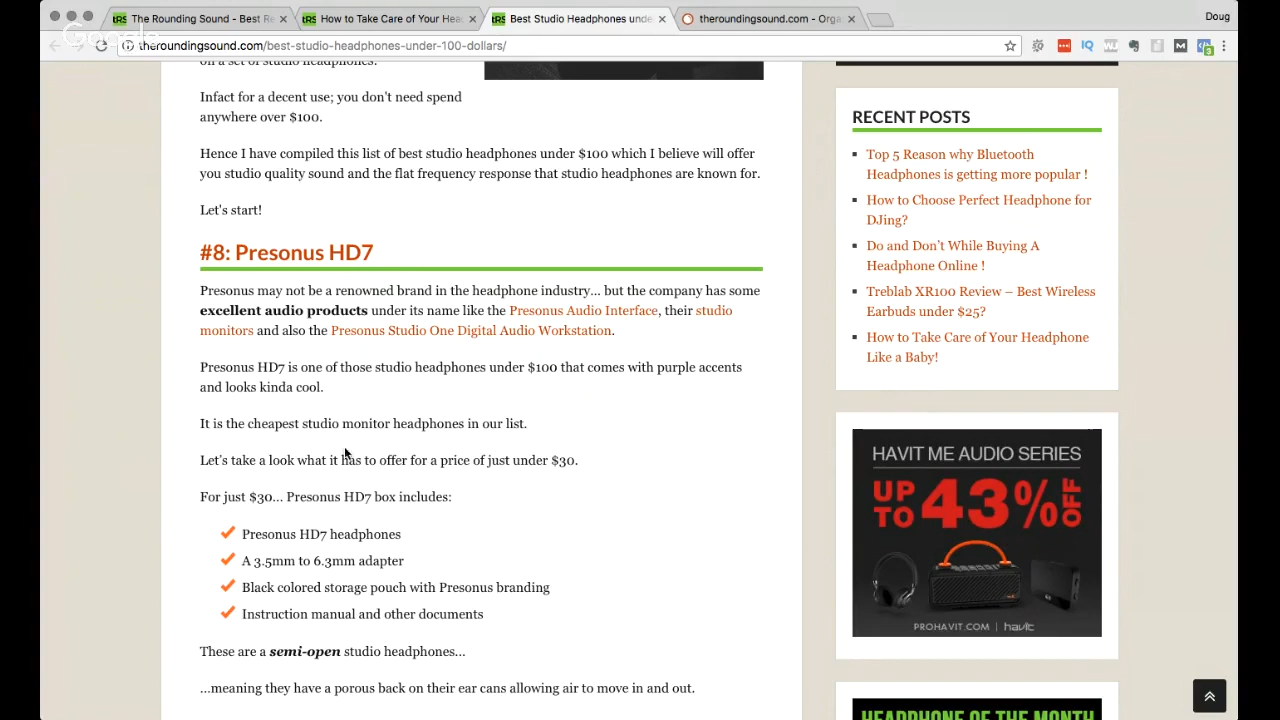 tRS The Rounding Sound - Best Re
tRS How to Take Care of Your Hea
tRS Best Studio Headphones unde
theroundingsound.com - Orga
Doug
Google
theroundingsound.com/best-studio-headphones-under-100-dollars/
IQ
3
on a set of studio headphones.
Infact for a decent use; you don't need spend
anywhere over $100.
Hence I have compiled this list of best studio headphones under $100 which I believe will offer
you studio quality sound and the flat frequency response that studio headphones are known for.
Let's start!
#8: Presonus HD7
Presonus may not be a renowned brand in the headphone industry... but the company has some
excellent audio products under its name like the Presonus Audio Interface, their studio
monitors and also the Presonus Studio One Digital Audio Workstation.
Presonus HD7 is one of those studio headphones under $100 that comes with purple accents
and looks kinda cool.
It is the cheapest studio monitor headphones in our list.
Let's take a look what it has to offer for a price of just under $30.
For just $30... Presonus HD7 box includes:
Presonus HD7 headphones
A 3.5mm to 6.3mm adapter
Black colored storage pouch with Presonus branding
Instruction manual and other documents
These are a semi-open studio headphones...
...meaning they have a porous back on their ear cans allowing air to move in and out.
RECENT POSTS
Top 5 Reason why Bluetooth
Headphones is getting more popular !
How to Choose Perfect Headphone for
DJing?
Do and Don't While Buying A
Headphone Online !
Treblab XR100 Review – Best Wireless
Earbuds under $25?
How to Take Care of Your Headphone
Like a Baby!
HAVIT ME AUDIO SERIES
UP TO 43% OFF
PROHAVIT.COM | havit
HEADPHONE OF THE MONTH